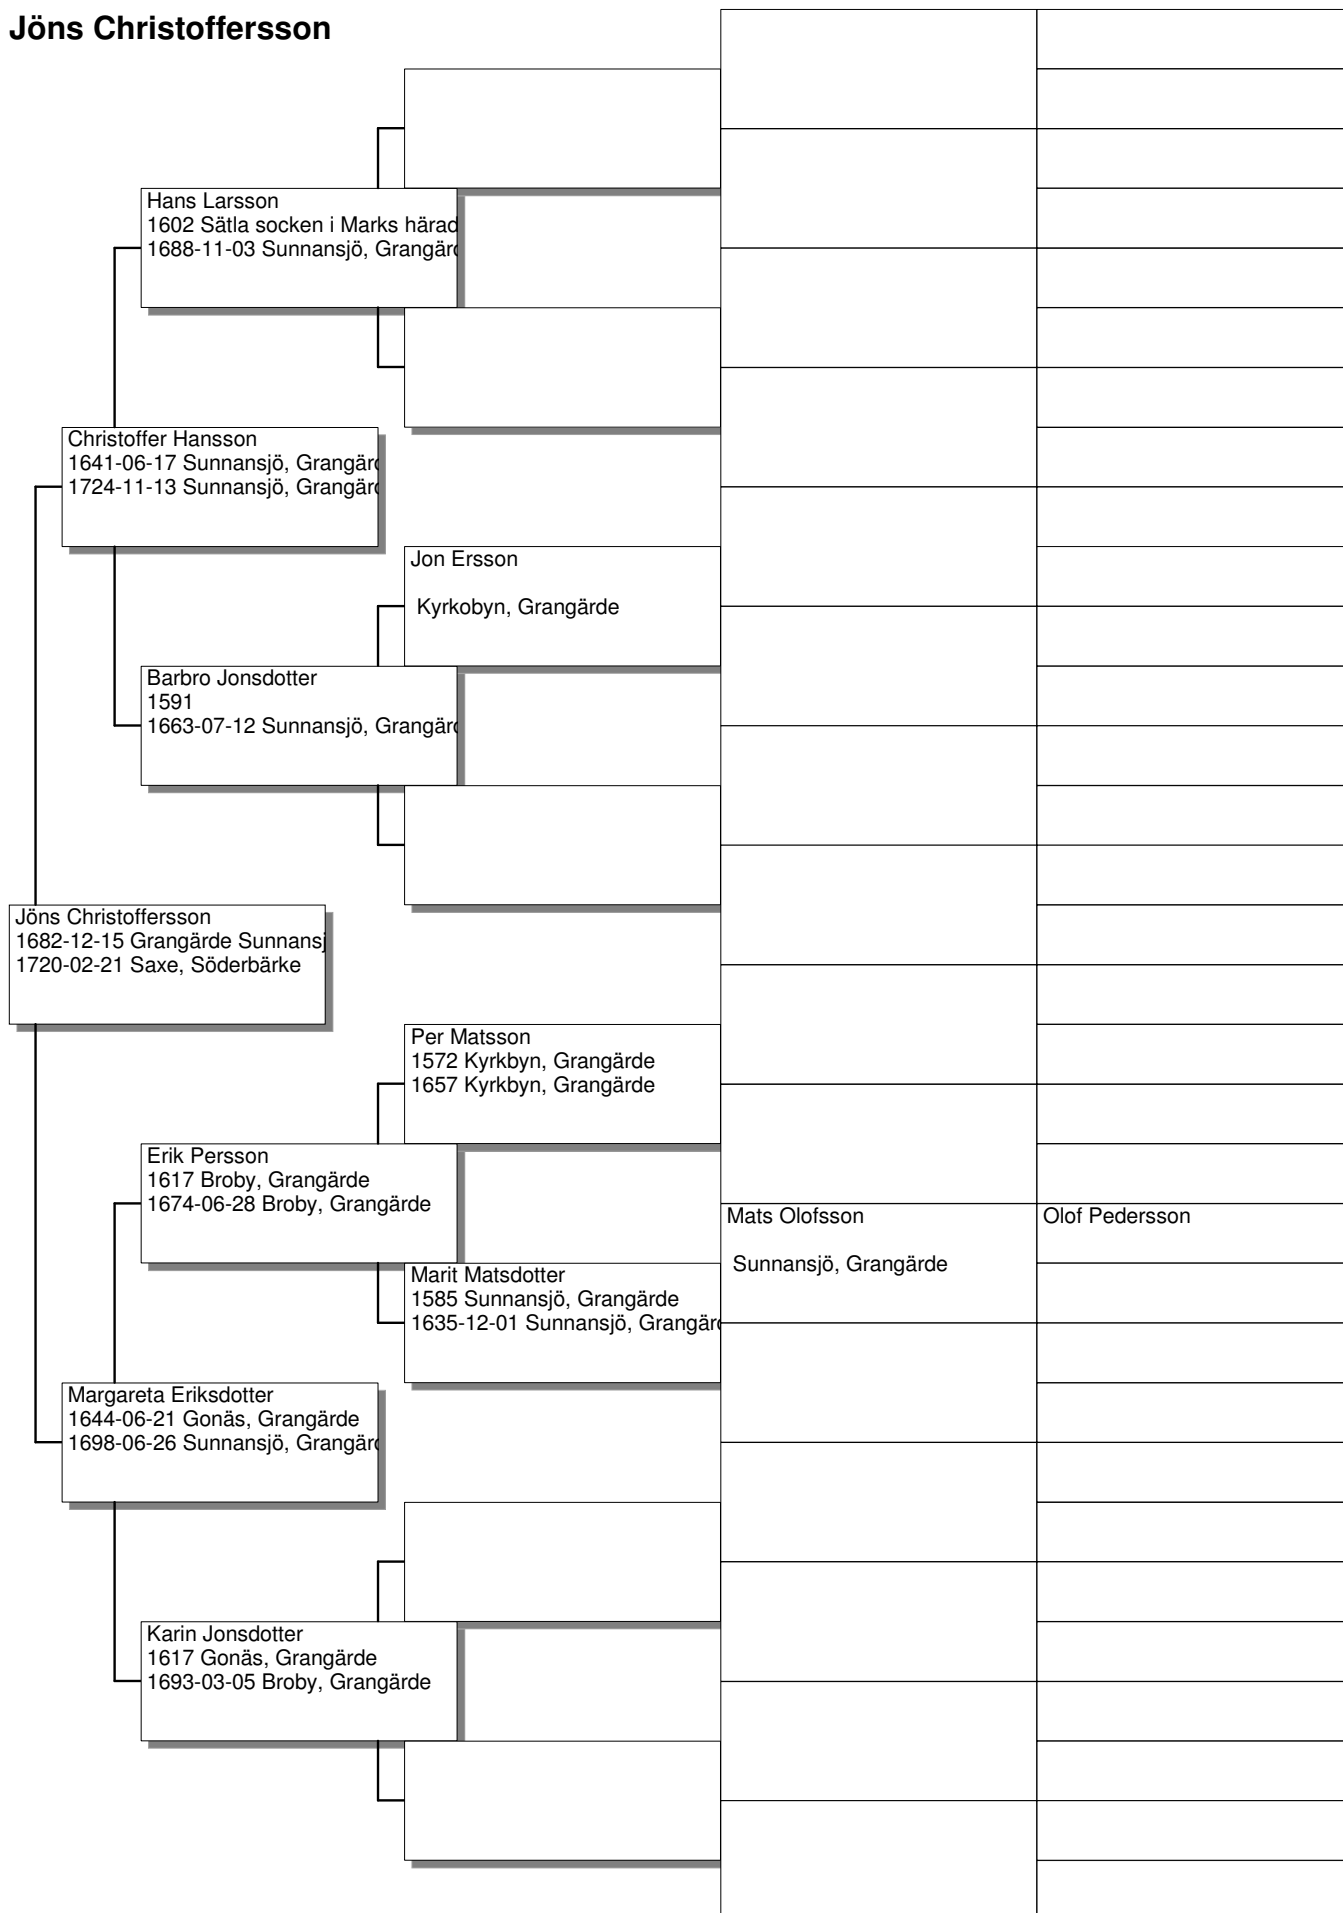 Jöns Christoffersson
Hans Larsson
1602 Sätla socken i Marks härad
1688-11-03 Sunnansjö, Grangärd
Christoffer Hansson
1641-06-17 Sunnansjö, Grangärd
1724-11-13 Sunnansjö, Grangärd
Jon Ersson
Kyrkobyn, Grangärde
Barbro Jonsdotter
1591
1663-07-12 Sunnansjö, Grangärd
Jöns Christoffersson
1682-12-15 Grangärde Sunnansj
1720-02-21 Saxe, Söderbärke
Per Matsson
1572 Kyrkbyn, Grangärde
1657 Kyrkbyn, Grangärde
Erik Persson
1617 Broby, Grangärde
1674-06-28 Broby, Grangärde
Mats Olofsson
Sunnansjö, Grangärde
Olof Pedersson
Marit Matsdotter
1585 Sunnansjö, Grangärde
1635-12-01 Sunnansjö, Grangärd
Margareta Eriksdotter
1644-06-21 Gonäs, Grangärde
1698-06-26 Sunnansjö, Grangärd
Karin Jonsdotter
1617 Gonäs, Grangärde
1693-03-05 Broby, Grangärde